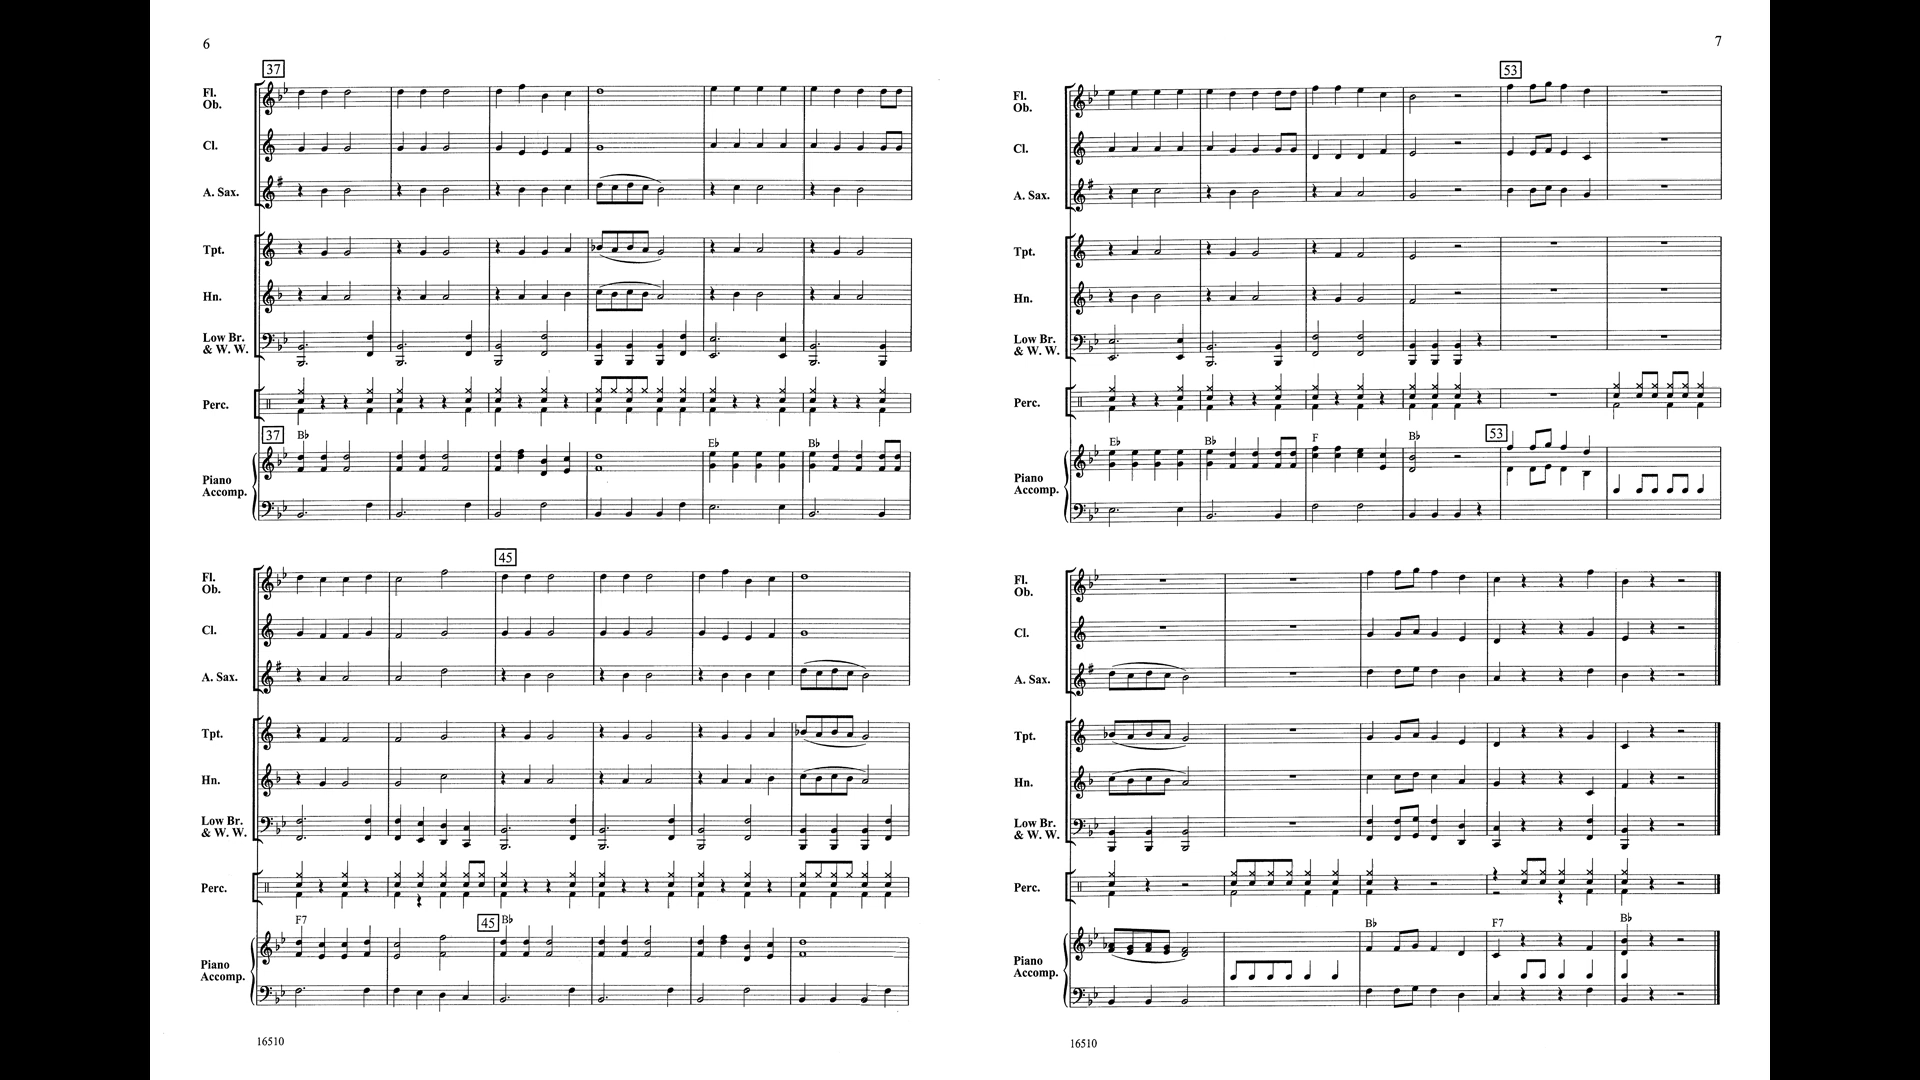 6
37
Fl.
Ob.
Cl.
A. Sax.
Tpt.
Hn.
Low Br.
& W. W.
Perc.
37 B♭ E♭ B♭
Piano
Accomp.
45
Fl.
Ob.
Cl.
A. Sax.
Tpt.
Hn.
Low Br.
& W. W.
Perc.
F7 45 B♭
Piano
Accomp.
16510
7
53
Fl.
Ob.
Cl.
A. Sax.
Tpt.
Hn.
Low Br.
& W. W.
Perc.
E♭ B♭ F B♭ 53
Piano
Accomp.
Fl.
Ob.
Cl.
A. Sax.
Tpt.
Hn.
Low Br.
& W. W.
Perc.
B♭ F7 B♭
Piano
Accomp.
16510